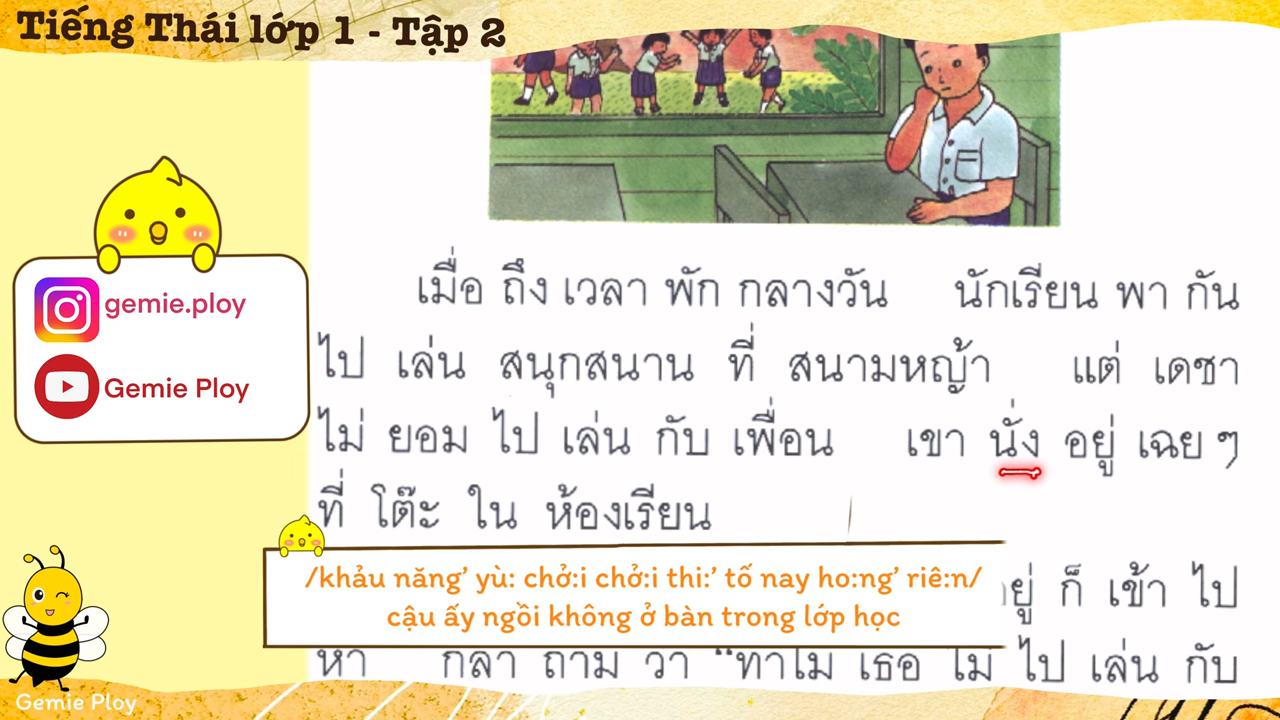 Tiếng Thái lớp 1 - Tập 2
gemie.ploy
Gemie Ploy
เมื่อ ถึง เวลา พัก กลางวัน นักเรียน พา กัน
ไป เล่น สนุกสนาน ที่ สนามหญ้า แต่ เดชา
ไม่ ยอม ไป เล่น กับ เพื่อน เขา นั่ง อยู่ เฉย ๆ
ที่ โต๊ะ ใน ห้องเรียน
/khảu năng’ yù: chở:i chở:i thi:’ tố nay ho:ng’ riê:n/
cậu ấy ngồi không ở bàn trong lớp học
ก็ เข้า ไป
กล้า ถาม ว่า “ทำไม เธอ ไม่ ไป เล่น กับ
Gemie Ploy